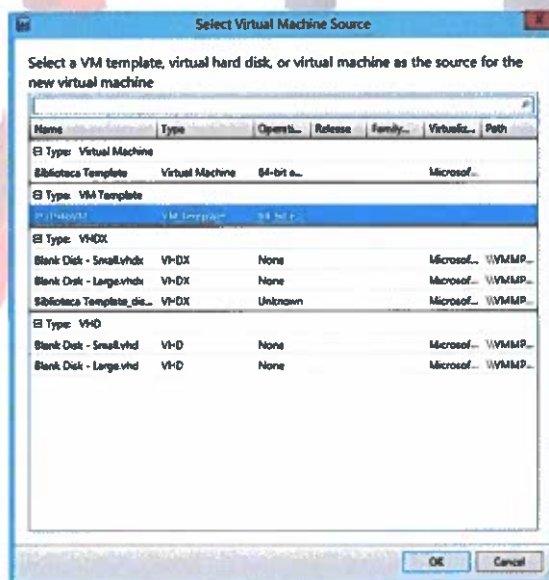 Select Virtual Machine Source
Select a VM template, virtual hard disk, or virtual machine as the source for the
new virtual machine
Name Type Operati... Release Family... Virtualiz... Path
Type: Virtual Machine
Biblioteca Template Virtual Machine 64-bit e... Microsof...
Type: VM Template
VM Template 64-bit e...
Type: VHDX
Blank Disk - Small.vhdx VHDX None Microsof... \\VMMP...
Blank Disk - Large.vhdx VHDX None Microsof... \\VMMP...
Biblioteca Template_dis... VHDX Unknown Microsof... \\VMMP...
Type: VHD
Blank Disk - Small.vhd VHD None Microsof... \\VMMP...
Blank Disk - Large.vhd VHD None Microsof... \\VMMP...
OK Cancel